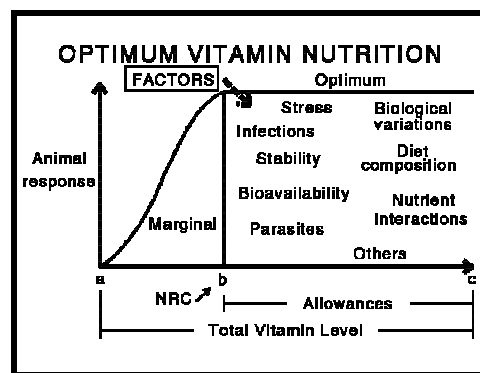 OPTIMUM VITAMIN NUTRITION
FACTORS
Optimum
Animal
response
Stress
Biological
variations
Infections
Stability
Diet
composition
Bioavailability
Nutrient
interactions
Marginal
Parasites
Others
a
b
c
NRC
Allowances
Total Vitamin Level